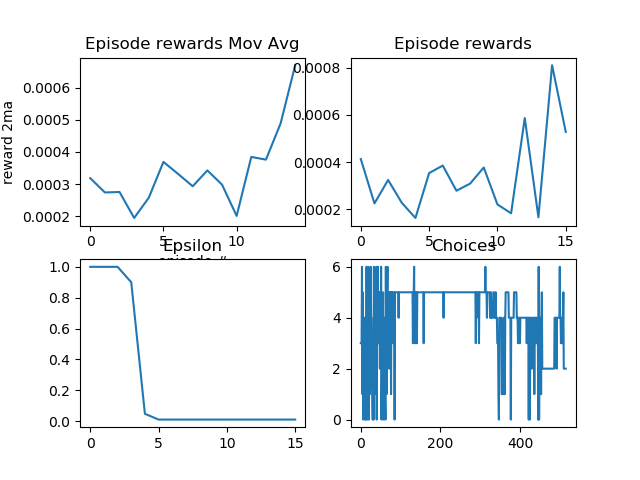 Episode rewards Mov Avg
Episode rewards
reward 2ma
0.0006
0.0005
0.0004
0.0003
0.0002
0 5 10
0.0008
0.0006
0.0004
0.0002
0 5 10 15
episode #
Epsilon
Choices
1.0
0.8
0.6
0.4
0.2
0.0
0 5 10 15
6
4
2
0
0 200 400